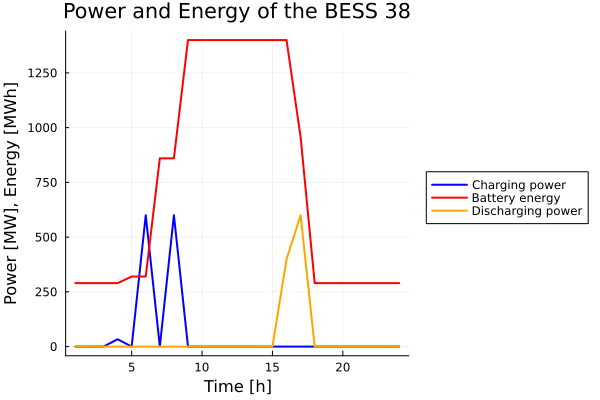 Power and Energy of the BESS 38
Power [MW], Energy [MWh]
1250
1000
750
500
250
0
5 10 15 20
Time [h]
Charging power
Battery energy
Discharging power